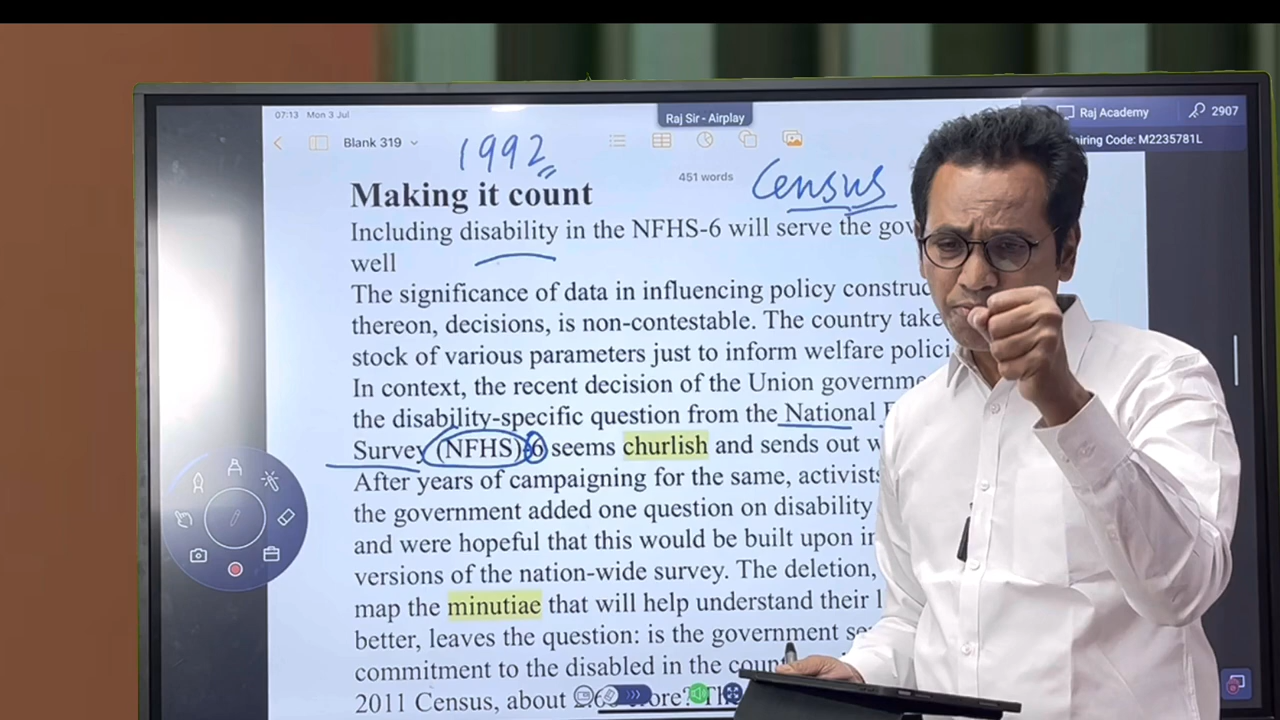 07:13 Mon 3 Jul
Raj Sir - Airplay
Raj Academy
2907
iring Code: M2235781L
Blank 319
1992
451 words
Census
Making it count
Including disability in the NFHS-6 will serve the gov
well
The significance of data in influencing policy construc
thereon, decisions, is non-contestable. The country take
stock of various parameters just to inform welfare polici
In context, the recent decision of the Union governme
the disability-specific question from the National
Survey (NFHS)-6 seems churlish and sends out w
After years of campaigning for the same, activists
the government added one question on disability
and were hopeful that this would be built upon in
versions of the nation-wide survey. The deletion,
map the minutiae that will help understand their l
better, leaves the question: is the government se
commitment to the disabled in the count
2011 Census, about